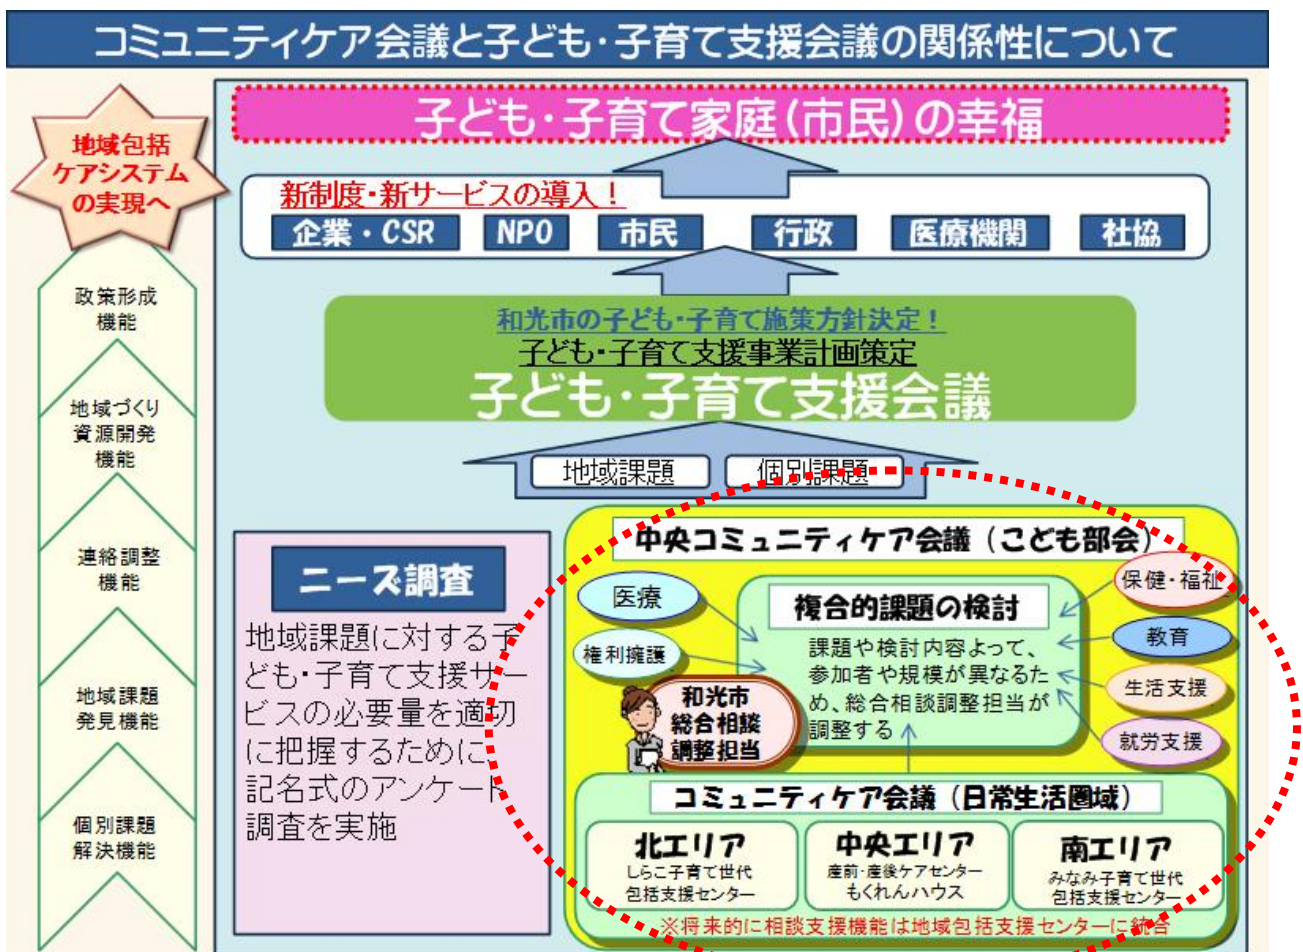 コミュニティケア会議と子ども・子育て支援会議の関係性について
地域包括
ケアシステム
の実現へ
政策形成
機能
地域づくり
資源開発
機能
連絡調整
機能
地域課題
発見機能
個別課題
解決機能
子ども・子育て家庭(市民)の幸福
新制度・新サービスの導入！
企業・CSR
NPO
市民
行政
医療機関
社協
和光市の子ども・子育て施策方針決定！
子ども・子育て支援事業計画策定
子ども・子育て支援会議
地域課題
個別課題
ニーズ調査
地域課題に対する子
ども・子育て支援サー
ビスの必要量を適切
に把握するために、
記名式のアンケート
調査を実施
中央コミュニティケア会議（こども部会）
医療
権利擁護
和光市
総合相談
調整担当
複合的課題の検討
課題や検討内容よって、
参加者や規模が異なるた
め、総合相談調整担当が
調整する
保健・福祉
教育
生活支援
就労支援
コミュニティケア会議（日常生活圏域）
北エリア
しらこ子育て世代
包括支援センター
中央エリア
産前・産後ケアセンター
もくれんハウス
南エリア
みなみ子育て世代
包括支援センター
※将来的に相談支援機能は地域包括支援センターに統合